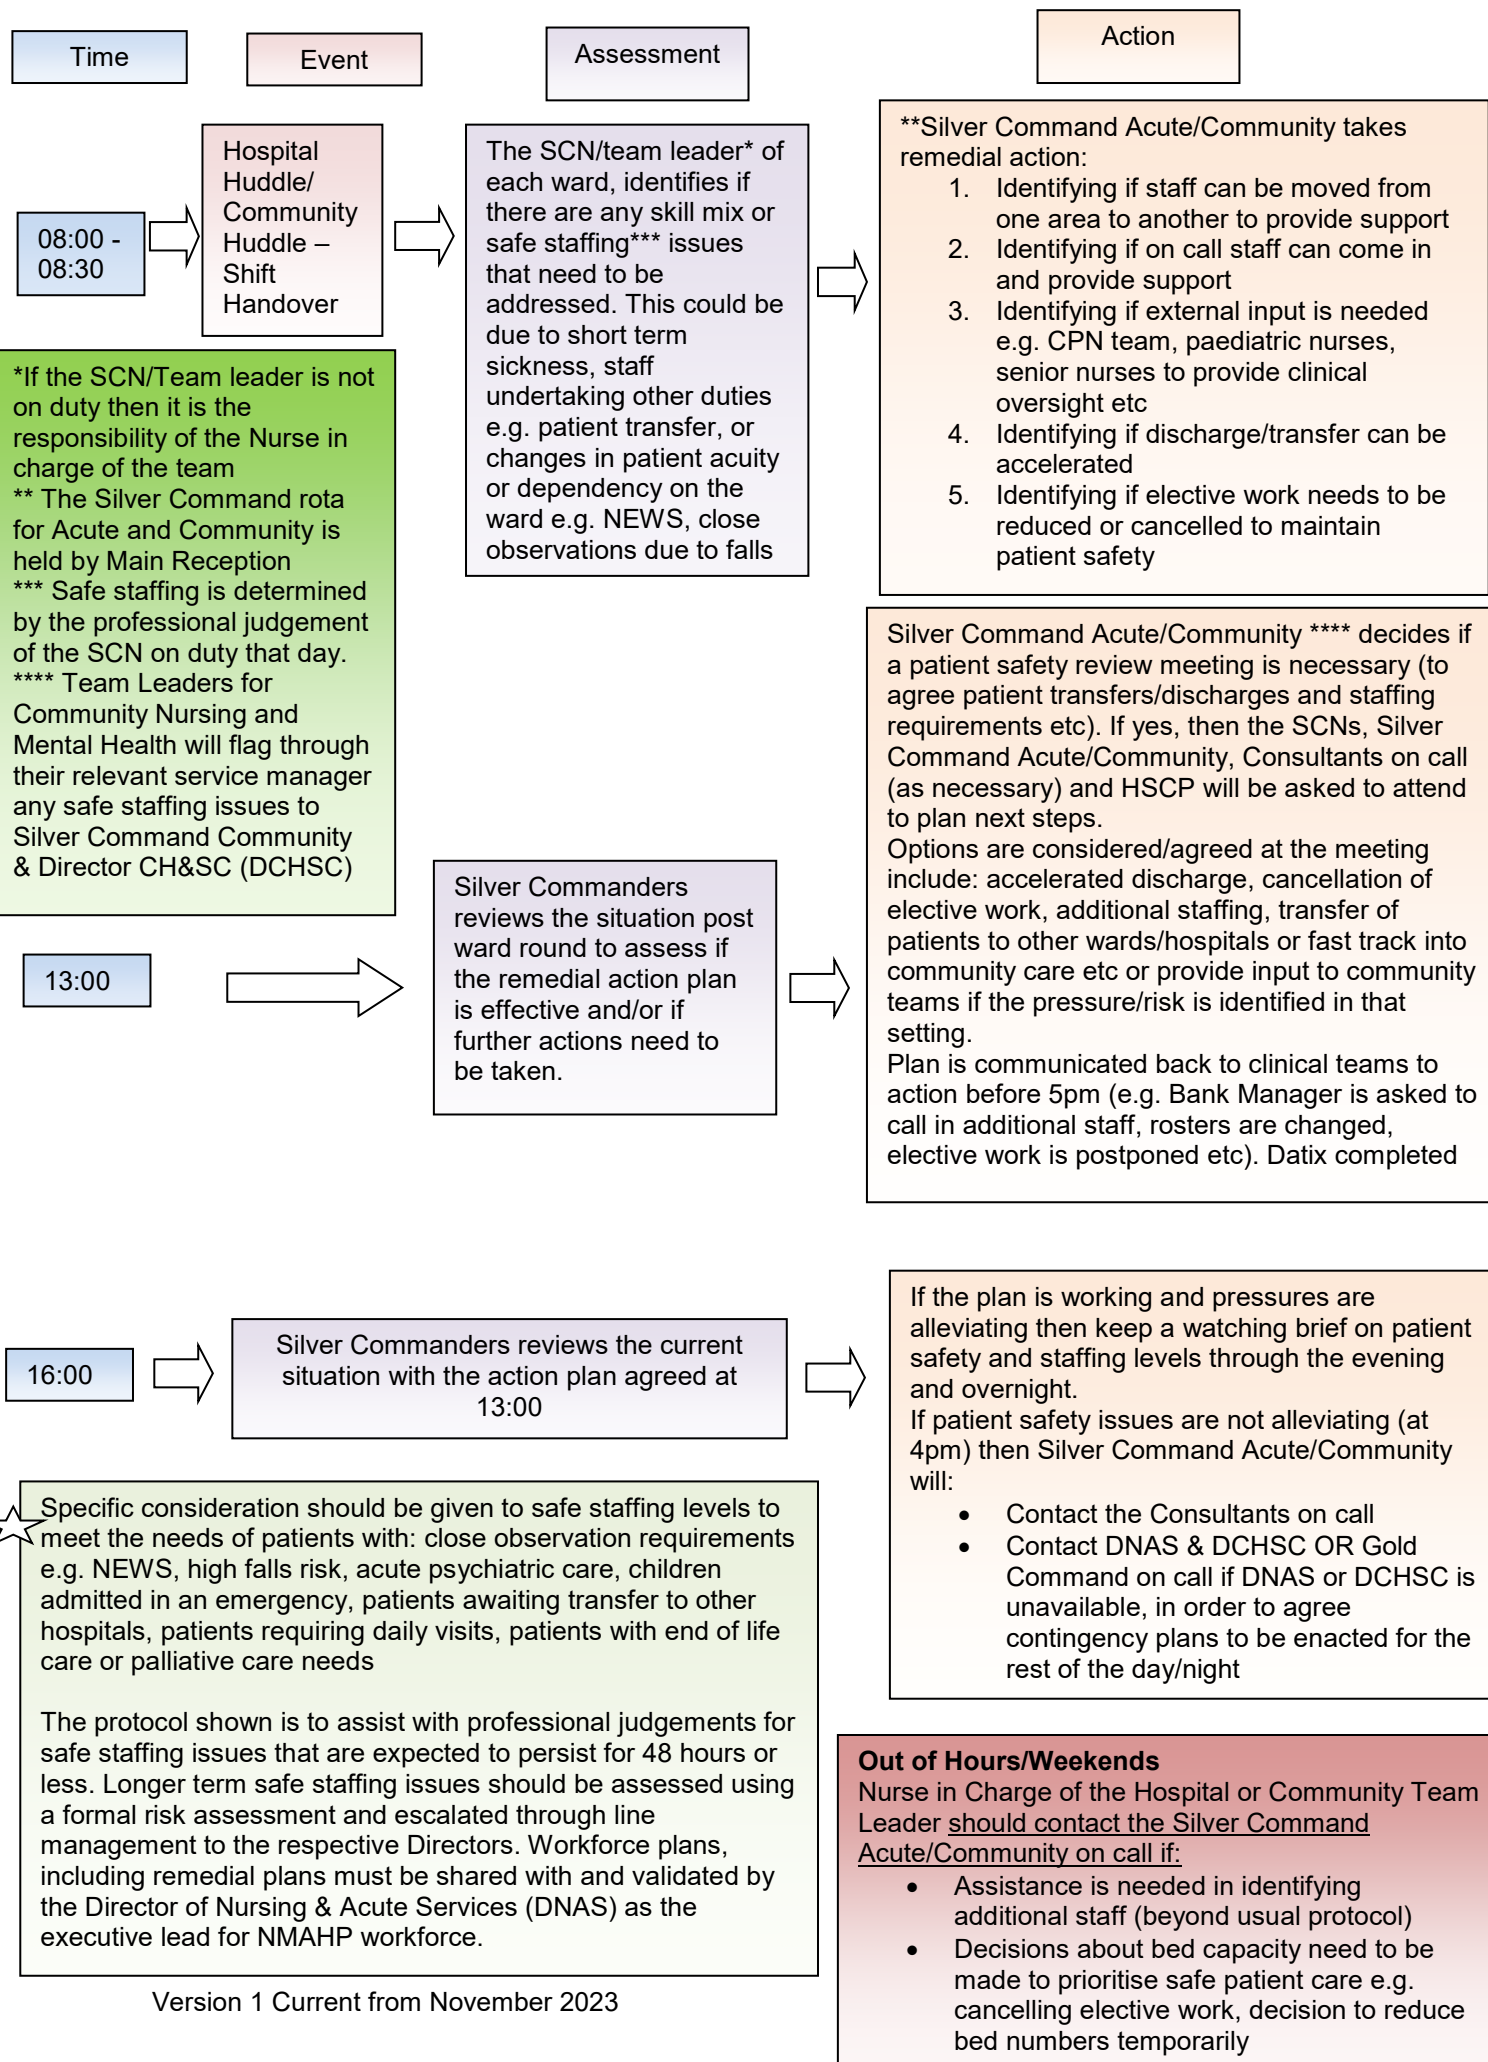 Time
Event
Assessment
Action
08:00 -
08:30
Hospital
Huddle/
Community
Huddle –
Shift
Handover
The SCN/team leader* of
each ward, identifies if
there are any skill mix or
safe staffing*** issues
that need to be
addressed. This could be
due to short term
sickness, staff
undertaking other duties
e.g. patient transfer, or
changes in patient acuity
or dependency on the
ward e.g. NEWS, close
observations due to falls
**Silver Command Acute/Community takes
remedial action:
1. Identifying if staff can be moved from
one area to another to provide support
2. Identifying if on call staff can come in
and provide support
3. Identifying if external input is needed
e.g. CPN team, paediatric nurses,
senior nurses to provide clinical
oversight etc
4. Identifying if discharge/transfer can be
accelerated
5. Identifying if elective work needs to be
reduced or cancelled to maintain
patient safety
*If the SCN/Team leader is not
on duty then it is the
responsibility of the Nurse in
charge of the team
** The Silver Command rota
for Acute and Community is
held by Main Reception
*** Safe staffing is determined
by the professional judgement
of the SCN on duty that day.
**** Team Leaders for
Community Nursing and
Mental Health will flag through
their relevant service manager
any safe staffing issues to
Silver Command Community
& Director CH&SC (DCHSC)
13:00
Silver Commanders
reviews the situation post
ward round to assess if
the remedial action plan
is effective and/or if
further actions need to
be taken.
Silver Command Acute/Community **** decides if
a patient safety review meeting is necessary (to
agree patient transfers/discharges and staffing
requirements etc). If yes, then the SCNs, Silver
Command Acute/Community, Consultants on call
(as necessary) and HSCP will be asked to attend
to plan next steps.
Options are considered/agreed at the meeting
include: accelerated discharge, cancellation of
elective work, additional staffing, transfer of
patients to other wards/hospitals or fast track into
community care etc or provide input to community
teams if the pressure/risk is identified in that
setting.
Plan is communicated back to clinical teams to
action before 5pm (e.g. Bank Manager is asked to
call in additional staff, rosters are changed,
elective work is postponed etc). Datix completed
16:00
Silver Commanders reviews the current
situation with the action plan agreed at
13:00
If the plan is working and pressures are
alleviating then keep a watching brief on patient
safety and staffing levels through the evening
and overnight.
If patient safety issues are not alleviating (at
4pm) then Silver Command Acute/Community
will:
• Contact the Consultants on call
• Contact DNAS & DCHSC OR Gold
Command on call if DNAS or DCHSC is
unavailable, in order to agree
contingency plans to be enacted for the
rest of the day/night
Specific consideration should be given to safe staffing levels to
meet the needs of patients with: close observation requirements
e.g. NEWS, high falls risk, acute psychiatric care, children
admitted in an emergency, patients awaiting transfer to other
hospitals, patients requiring daily visits, patients with end of life
care or palliative care needs
The protocol shown is to assist with professional judgements for
safe staffing issues that are expected to persist for 48 hours or
less. Longer term safe staffing issues should be assessed using
a formal risk assessment and escalated through line
management to the respective Directors. Workforce plans,
including remedial plans must be shared with and validated by
the Director of Nursing & Acute Services (DNAS) as the
executive lead for NMAHP workforce.
Out of Hours/Weekends
Nurse in Charge of the Hospital or Community Team
Leader should contact the Silver Command
Acute/Community on call if:
• Assistance is needed in identifying
additional staff (beyond usual protocol)
• Decisions about bed capacity need to be
made to prioritise safe patient care e.g.
cancelling elective work, decision to reduce
bed numbers temporarily
Version 1 Current from November 2023